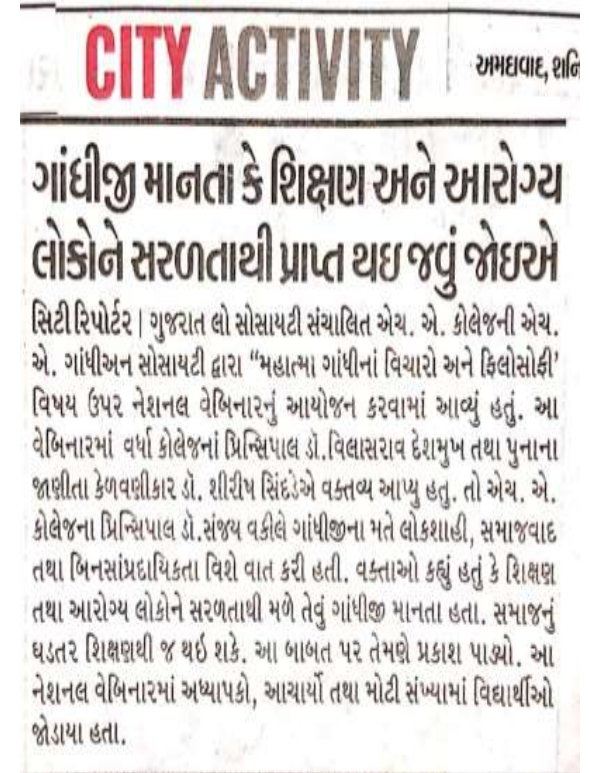 CITY ACTIVITY
અમદાવાદ, શનિ
ગાંધીજી માનતા કે શિક્ષણ અને આરોગ્ય
લોકોને સરળતાથી પ્રાપ્ત થઇ જવું જોઇએ
સિટી રિપોર્ટર | ગુજરાત લો સોસાયટી સંચાલિત એચ. એ. કોલેજની એચ.
એ. ગાંધીઅન સોસાયટી દ્વારા “મહાત્મા ગાંધીનાં વિચારો અને ફિલોસોફી’
વિષય ઉપર નેશનલ વેબિનારનું આયોજન કરવામાં આવ્યું હતું. આ
વેબિનારમાં વર્ધા કોલેજનાં પ્રિન્સિપાલ ડૉ.વિલાસરાવ દેશમુખ તથા પુનાના
જાણીતા કેળવણીકાર ડૉ. શીરીષ સિંદડેએ વક્તવ્ય આપ્યુ હતુ. તો એચ. એ.
કોલેજના પ્રિન્સિપાલ ડૉ.સંજય વકીલે ગાંધીજીના મતે લોકશાહી, સમાજવાદ
તથા બિનસાંપ્રદાયિકતા વિશે વાત કરી હતી. વક્તાઓ કહ્યું હતું કે શિક્ષણ
તથા આરોગ્ય લોકોને સરળતાથી મળે તેવું ગાંધીજી માનતા હતા. સમાજનું
ઘડતર શિક્ષણથી જ થઇ શકે. આ બાબત પર તેમણે પ્રકાશ પાડ્યો. આ
નેશનલ વેબિનારમાં અધ્યાપકો, આચાર્યો તથા મોટી સંખ્યામાં વિદ્યાર્થીઓ
જોડાયા હતા.